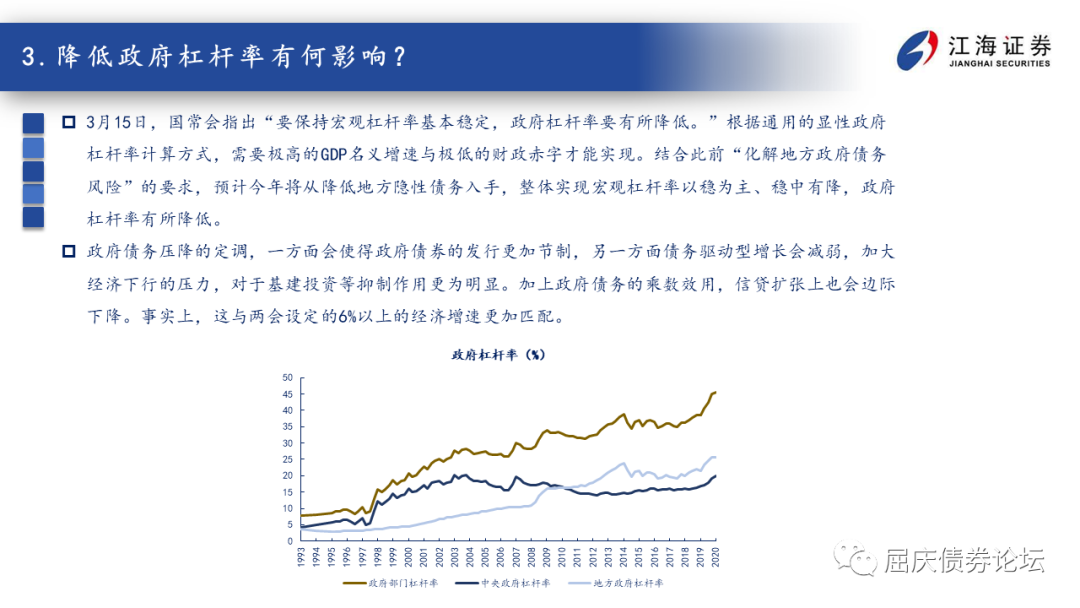 3.降低政府杠杆率有何影响？
江海证券
JIANGHAI SECURITIES
3月15日，国常会指出“要保持宏观杠杆率基本稳定，政府杠杆率要有所降低。”根据通用的显性政府
杠杆率计算方式，需要极高的GDP名义增速与极低的财政赤字才能实现。结合此前“化解地方政府债务
风险”的要求，预计今年将从降低地方隐性债务入手，整体实现宏观杠杆率以稳为主、稳中有降，政府
杠杆率有所降低。
政府债务压降的定调，一方面会使得政府债券的发行更加节制，另一方面债务驱动型增长会减弱，加大
经济下行的压力，对于基建投资等抑制作用更为明显。加上政府债务的乘数效用，信贷扩张上也会边际
下降。事实上，这与两会设定的6%以上的经济增速更加匹配。
政府杠杆率（%）
50
45
40
35
30
25
20
15
10
5
0
1993 1994 1995 1996 1997 1998 1999 2000 2001 2002 2003 2004 2005 2006 2007 2008 2009 2010 2011 2012 2013 2014 2015 2016 2017 2018 2019 2020
政府部门杠杆率 中央政府杠杆率 地方政府杠杆率
屈庆债券论坛